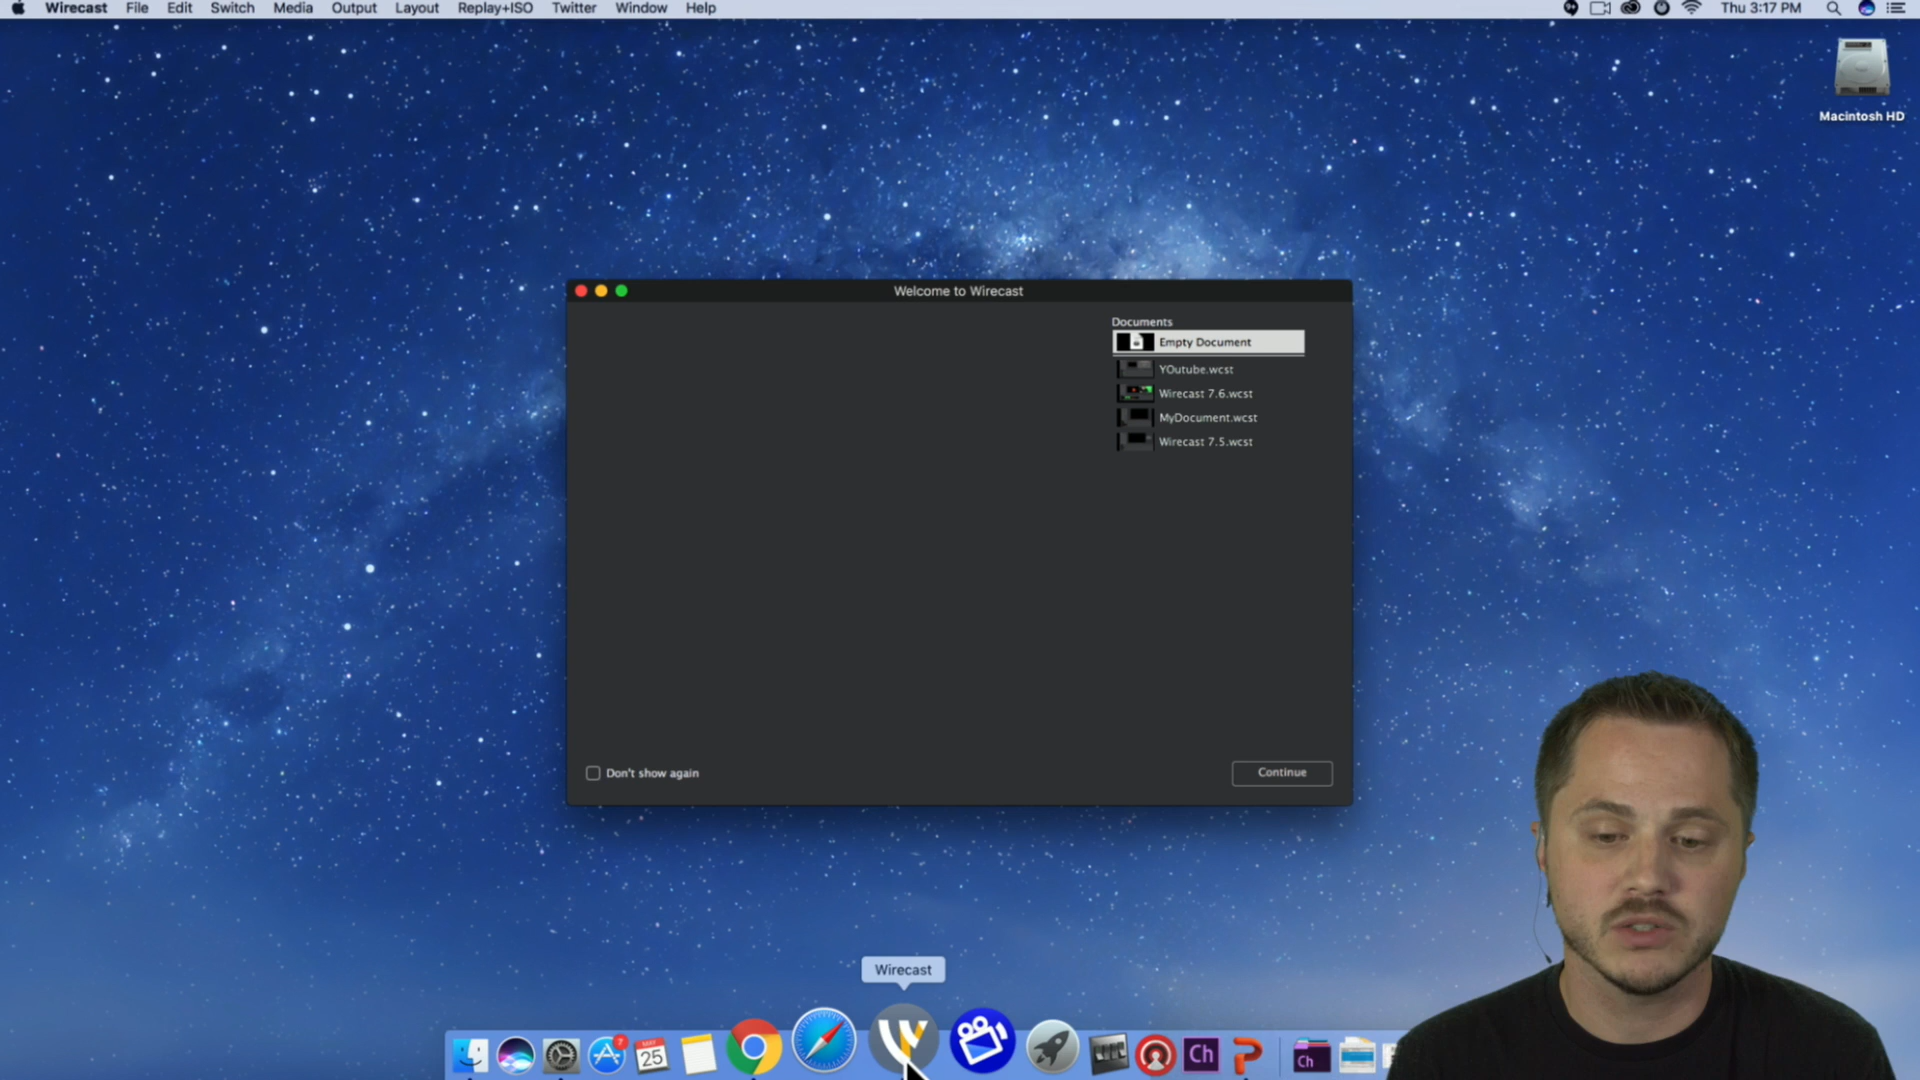 Wirecast File Edit Switch Media Output Layout Replay+ISO Twitter Window Help Thu 3:17 PM
Macintosh HD
Welcome to Wirecast
Documents
Empty Document
YOutube.wcst
Wirecast 7.6.wcst
MyDocument.wcst
Wirecast 7.5.wcst
Don't show again
Continue
Wirecast
7
MAY
25
Ch
Ch